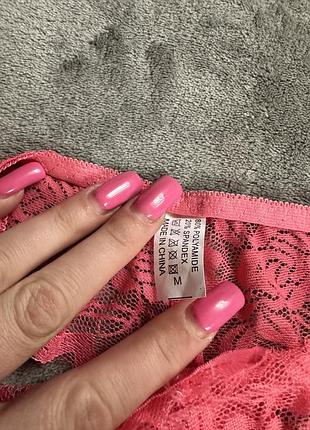 80% POLYAMIDE
20% SPANDEX
MADE IN CHINA
M